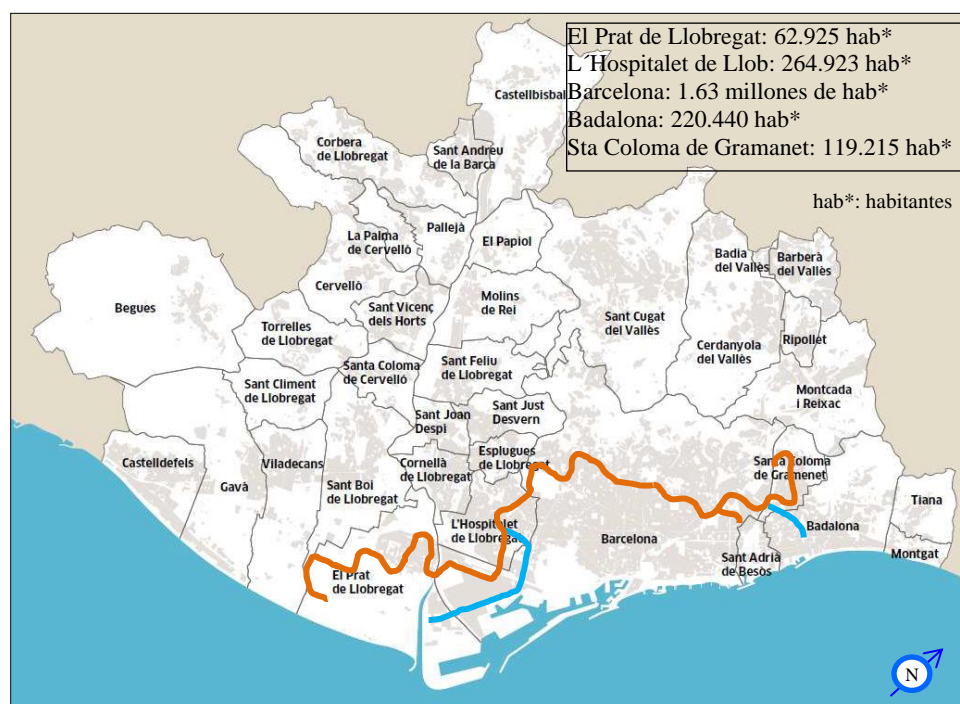 El Prat de Llobregat: 62.925 hab*
L´Hospitalet de Llob: 264.923 hab*
Barcelona: 1.63 millones de hab*
Badalona: 220.440 hab*
Sta Coloma de Gramanet: 119.215 hab*
hab*: habitantes
Castellbisbal
Corbera
de Llobregat
Sant Andreu
de la Barca
Pallejà
La Palma
de Cervelló
El Papiol
Badia
del Vallès
Barberà
del Vallès
Cervelló
Begues
Molins
de Rei
Sant Vicenç
dels Horts
Torrelles
de Llobregat
Sant Cugat
del Vallès
Ripollet
Cerdanyola
del Vallès
Santa Coloma
de Cervelló
Sant Feliu
de Llobregat
Sant Climent
de Llobregat
Montcada
i Reixac
Sant Just
Desvern
Sant Joan
Despi
Castelldefels
Viladecans
Gavà
Sant Boi
de Llobregat
Cornellà
de Llobregat
Esplugues
de Llobregat
Santa Coloma
de Gramenet
Tiana
L'Hospitalet
de Llobregat
Barcelona
Badalona
Montgat
Sant Adrià
de Besòs
El Prat
de Llobregat
N